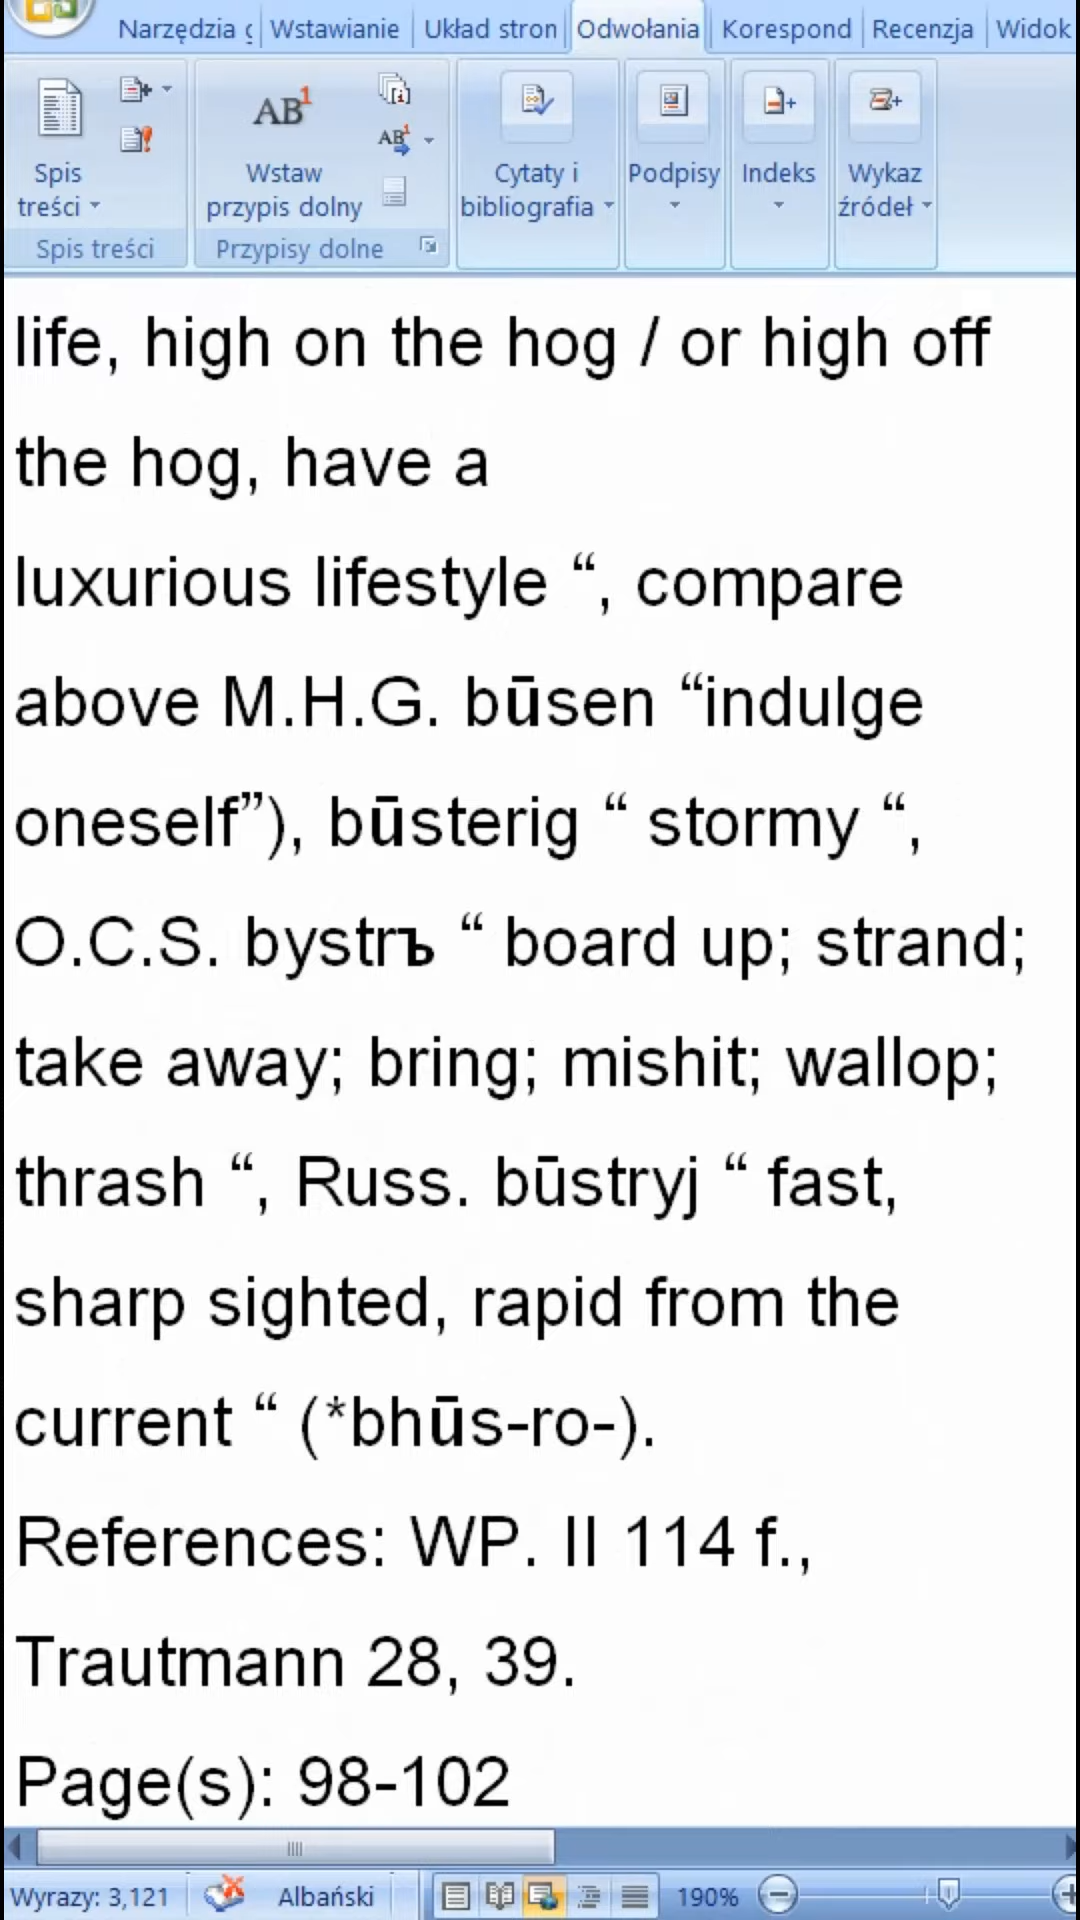 Narzędzia g Wstawianie Układ stron Odwołania Korespond Recenzja Widok
Spis treści
AB1 Wstaw przypis dolny
AB1
Cytaty i bibliografia
Podpisy
Indeks
Wykaz źródeł
Spis treści
Przypisy dolne
life, high on the hog / or high off
the hog, have a
luxurious lifestyle “, compare
above M.H.G. būsen “indulge
oneself”), būsterig “ stormy “,
O.C.S. bystrъ “ board up; strand;
take away; bring; mishit; wallop;
thrash “, Russ. būstryj “ fast,
sharp sighted, rapid from the
current “ (*bhūs-ro-).
References: WP. II 114 f.,
Trautmann 28, 39.
Page(s): 98-102
Wyrazy: 3,121 Albański 190%